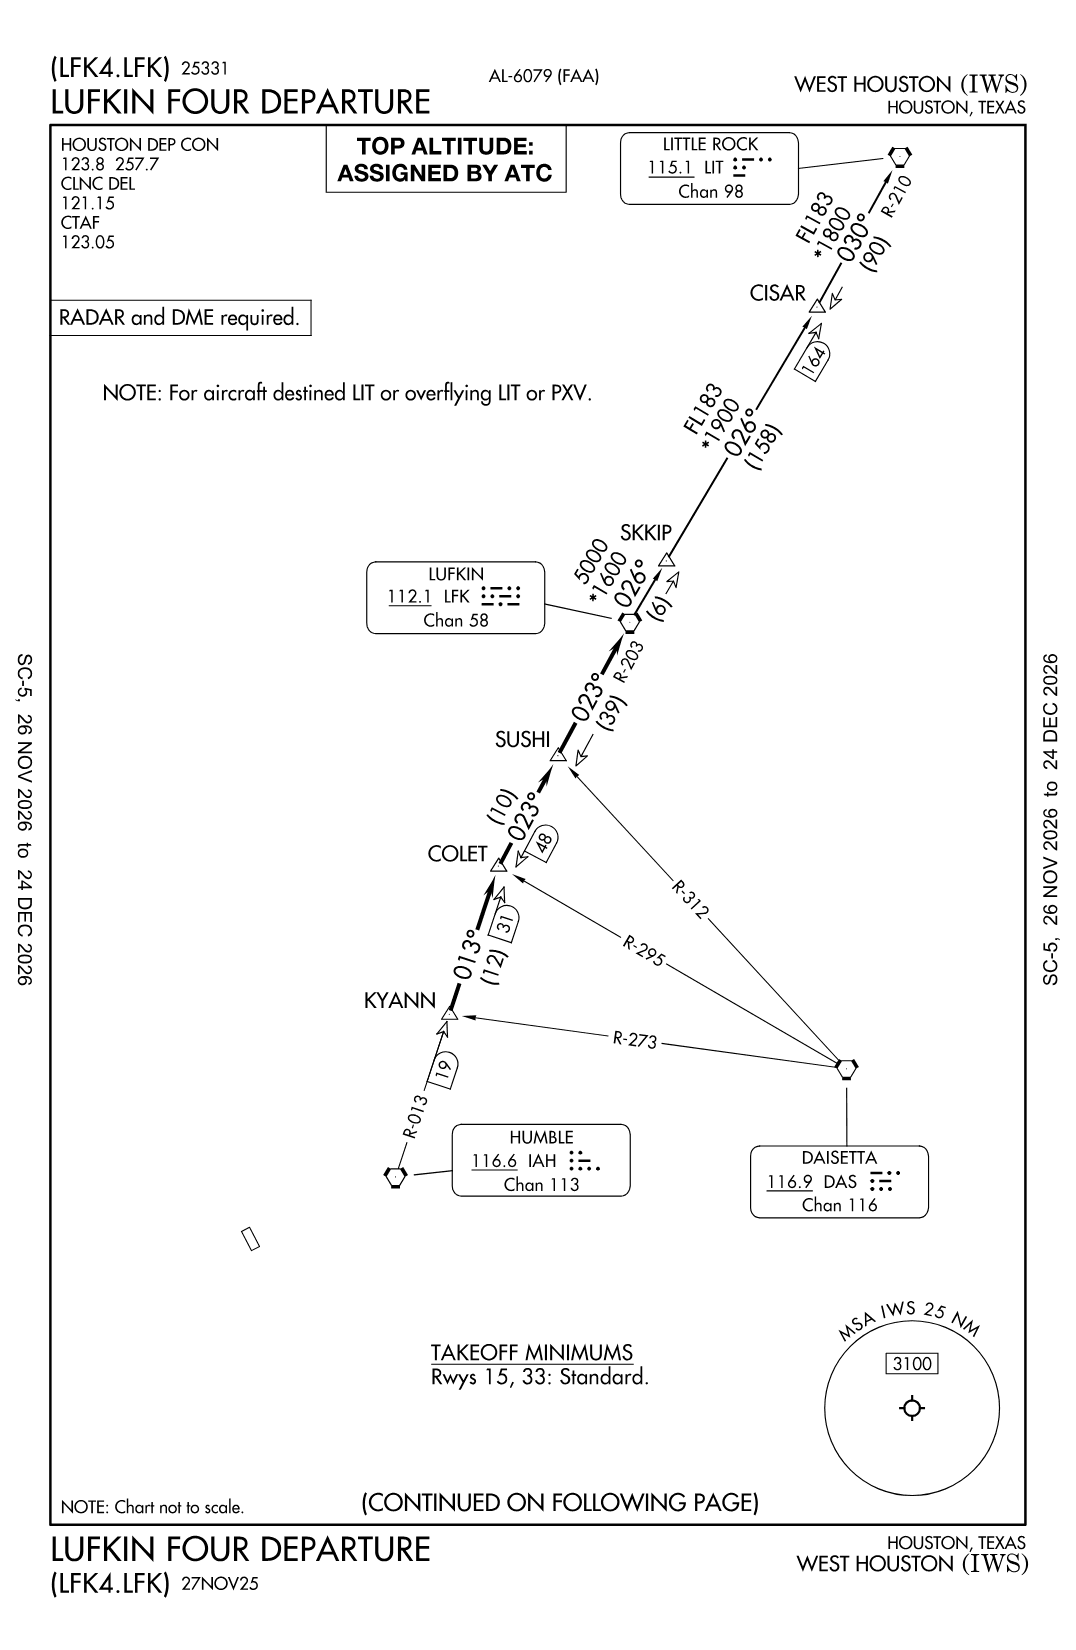 (LFK4.LFK) 25331
AL-6079 (FAA)
WEST HOUSTON (IWS)
LUFKIN FOUR DEPARTURE
HOUSTON, TEXAS
HOUSTON DEP CON
123.8 257.7
CLNC DEL
121.15
CTAF
123.05
TOP ALTITUDE:
ASSIGNED BY ATC
LITTLE ROCK
115.1 LIT
Chan 98
R-210
FL183
*1800
030°
(90)
CISAR
RADAR and DME required.
164
NOTE: For aircraft destined LIT or overflying LIT or PXV.
FL183
*1900
026°
(158)
SKKIP
5000
*1600
026°
(6)
LUFKIN
112.1 LFK
Chan 58
R-203
023°
(39)
SUSHI
(10)
023°
48
COLET
R-312
31
013°
(12)
R-295
KYANN
R-273
19
R-013
HUMBLE
116.6 IAH
Chan 113
DAISETTA
116.9 DAS
Chan 116
MSA IWS 25 NM
3100
TAKEOFF MINIMUMS
Rwys 15, 33: Standard.
NOTE: Chart not to scale.
(CONTINUED ON FOLLOWING PAGE)
LUFKIN FOUR DEPARTURE
HOUSTON, TEXAS
(LFK4.LFK) 27NOV25
WEST HOUSTON (IWS)
SC-5, 26 NOV 2026 to 24 DEC 2026
SC-5, 26 NOV 2026 to 24 DEC 2026